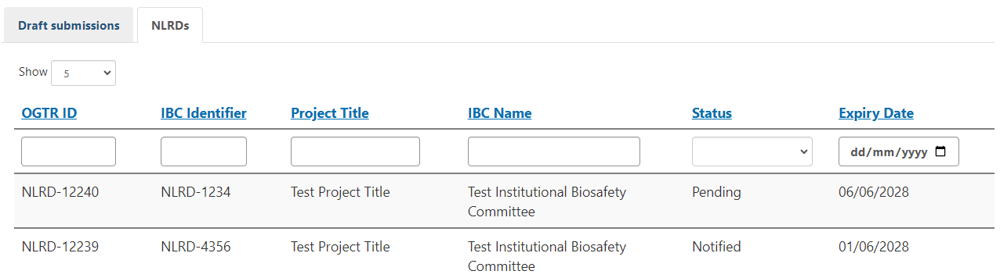 Draft submissions NLRDs
Show 5
OGTR ID IBC Identifier Project Title IBC Name Status Expiry Date
dd/mm/yyyy
NLRD-12240 NLRD-1234 Test Project Title Test Institutional Biosafety Pending 06/06/2028
Committee
NLRD-12239 NLRD-4356 Test Project Title Test Institutional Biosafety Notified 01/06/2028
Committee